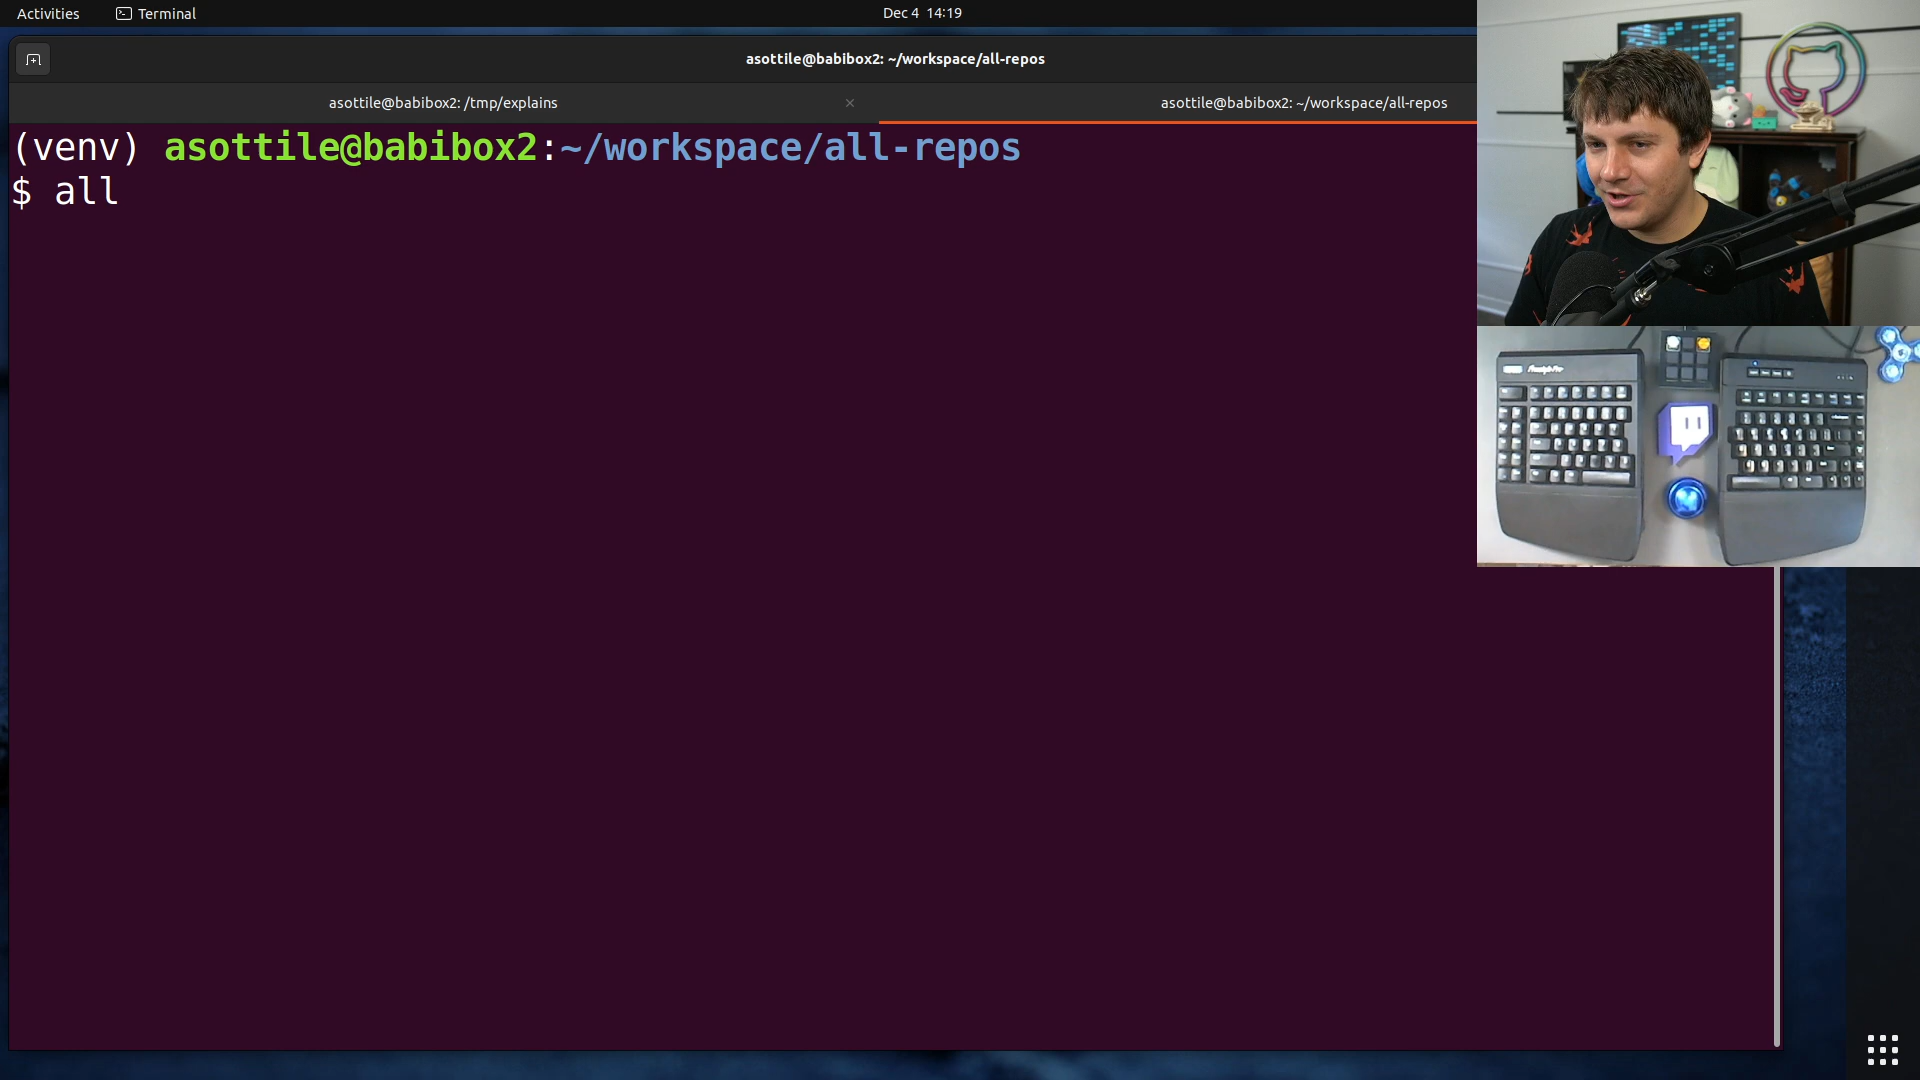 Activities
Terminal
Dec 4 14:19
asottile@babibox2: ~/workspace/all-repos
asottile@babibox2: /tmp/explains
×
asottile@babibox2: ~/workspace/all-repos
(venv) asottile@babibox2:~/workspace/all-repos
$ all